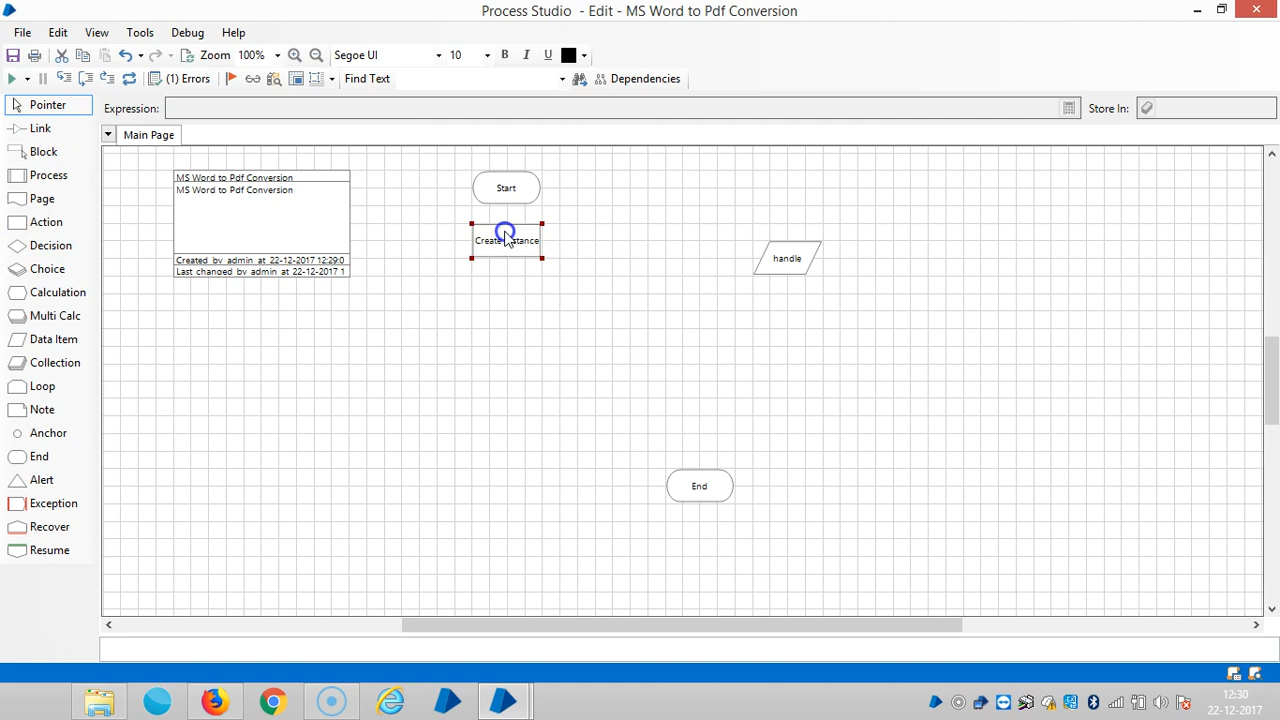 Process Studio - Edit - MS Word to Pdf Conversion
File Edit View Tools Debug Help
Zoom 100% Segoe UI 10 B I U
(1) Errors Find Text Dependencies
Expression: Store In:
Pointer
Link
Block
Process
Page
Action
Decision
Choice
Calculation
Multi Calc
Data Item
Collection
Loop
Note
Anchor
End
Alert
Exception
Recover
Resume
Main Page
MS Word to Pdf Conversion
MS Word to Pdf Conversion
Created by admin at 22-12-2017 12:29:0
Last changed by admin at 22-12-2017 1
Start
handle
End
12:30
22-12-2017